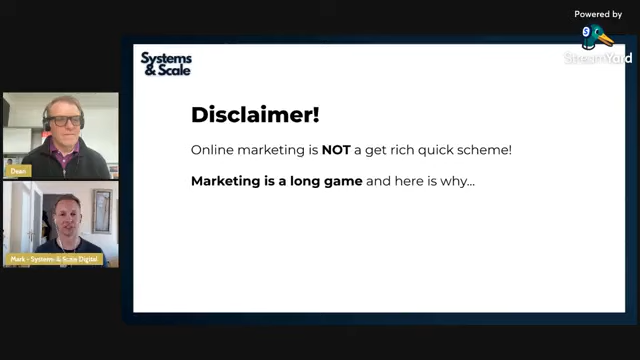 Powered by
StreamYard
Systems
& Scale
Disclaimer!
Online marketing is NOT a get rich quick scheme!
Marketing is a long game and here is why...
Dean
Mark - Systems & Scale Digital